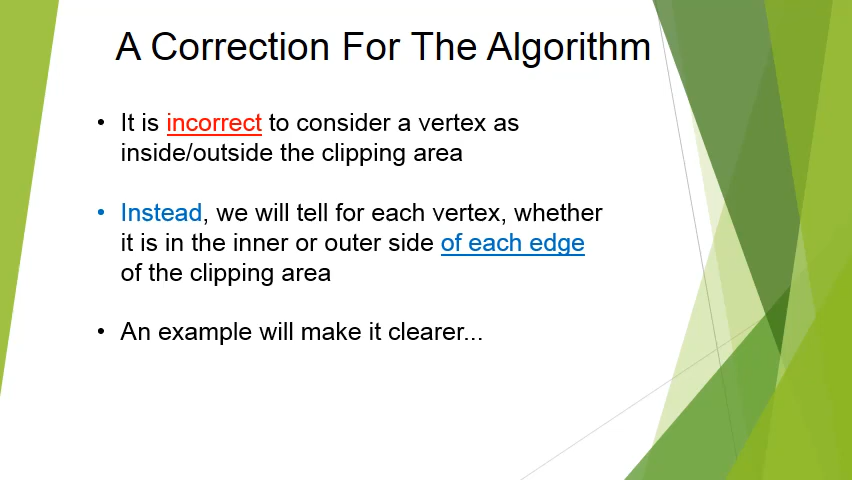 A Correction For The Algorithm
• It is incorrect to consider a vertex as
inside/outside the clipping area
• Instead, we will tell for each vertex, whether
it is in the inner or outer side of each edge
of the clipping area
• An example will make it clearer...